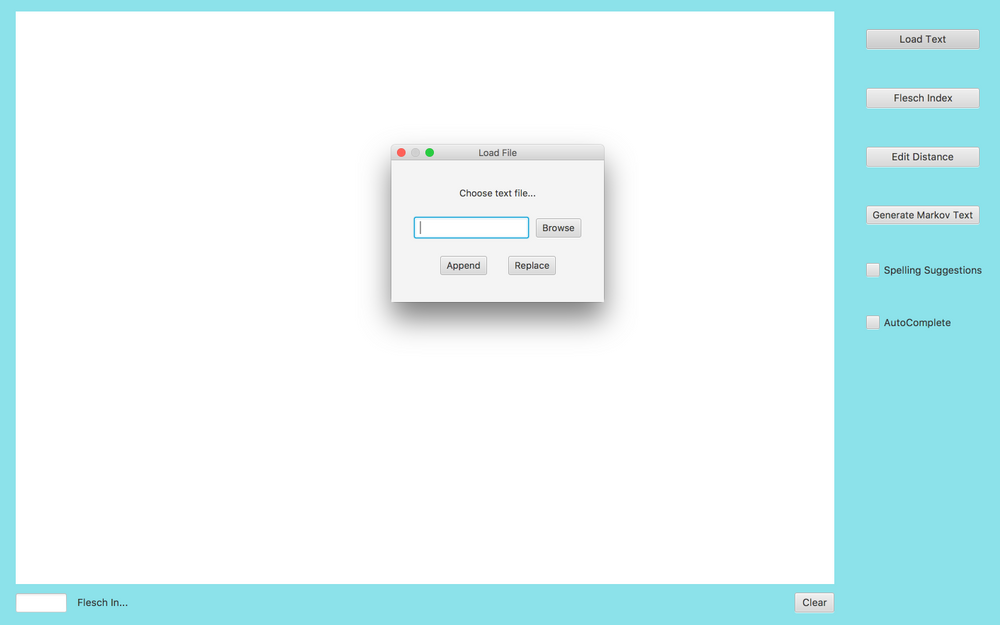 Load Text
Flesch Index
Edit Distance
Generate Markov Text
Spelling Suggestions
AutoComplete
Load File
Choose text file...
Browse
Append Replace
Flesch In...
Clear